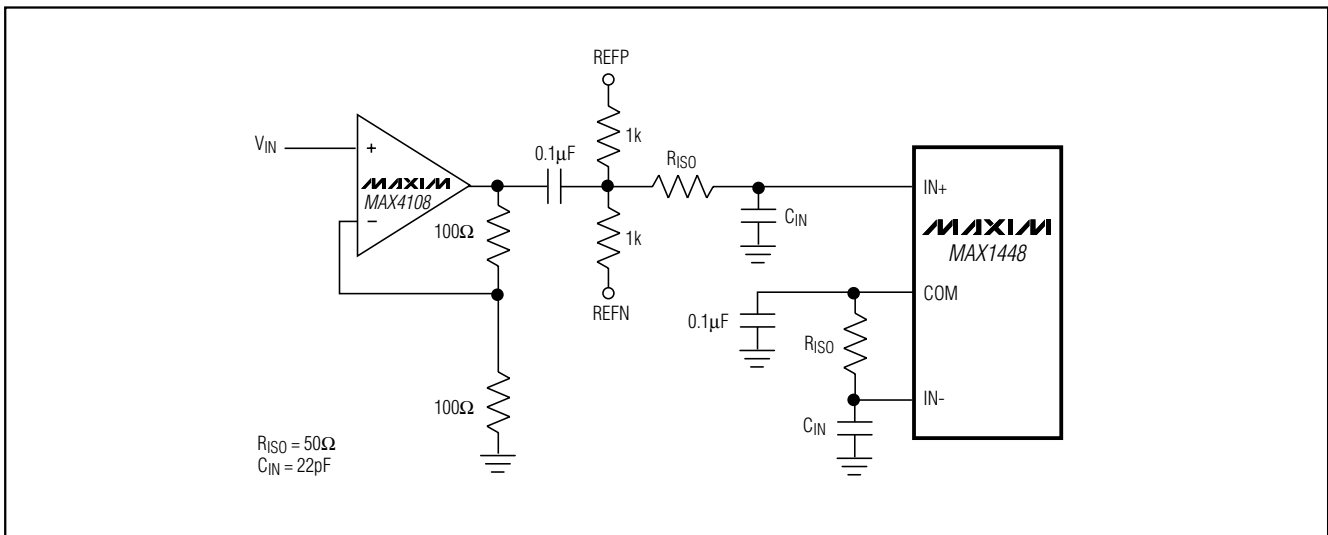 REFP
1k
V_IN
+
0.1µF
R_ISO
MAXIM
MAX4108
IN+
−
C_IN
MAXIM
MAX1448
100Ω
1k
COM
REFN
0.1µF
R_ISO
100Ω
IN-
C_IN
R_ISO = 50Ω
C_IN = 22pF